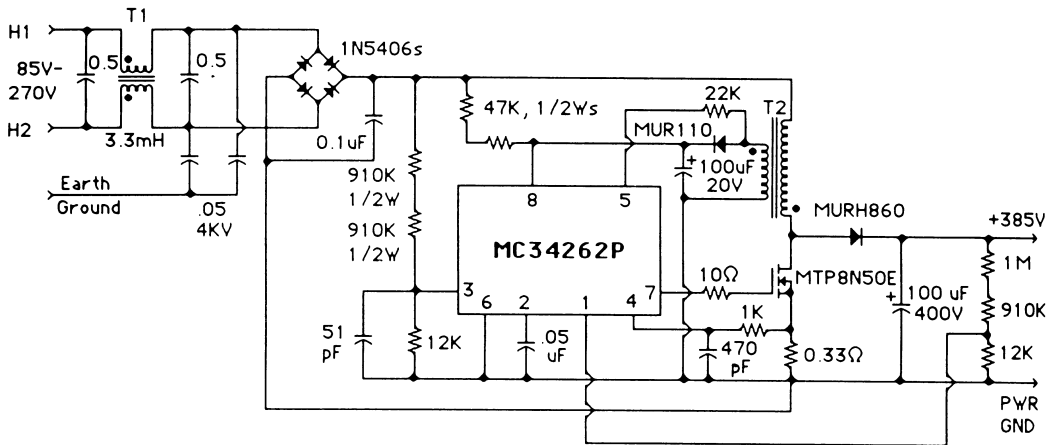 T1
H1
0.5
0.5
1N5406s
85V-
270V
H2
3.3mH
0.1uF
47K, 1/2Ws
22K
T2
MUR110
100uF
20V
Earth
Ground
.05
4KV
910K
1/2W
910K
1/2W
8
5
MC34262P
3
6
2
1
4
7
10Ω
MTP8N50E
MURH860
+385V
1M
100 uF
400V
910K
51
pF
12K
.05
uF
1K
470
pF
0.33Ω
12K
PWR
GND